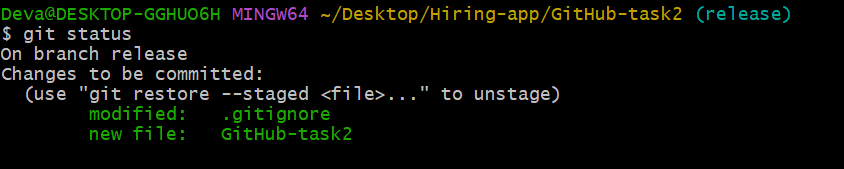 Deva@DESKTOP-GGHUO6H MINGW64 ~/Desktop/Hiring-app/GitHub-task2 (release)
$ git status
On branch release
Changes to be committed:
  (use "git restore --staged <file>..." to unstage)
        modified:   .gitignore
        new file:   GitHub-task2